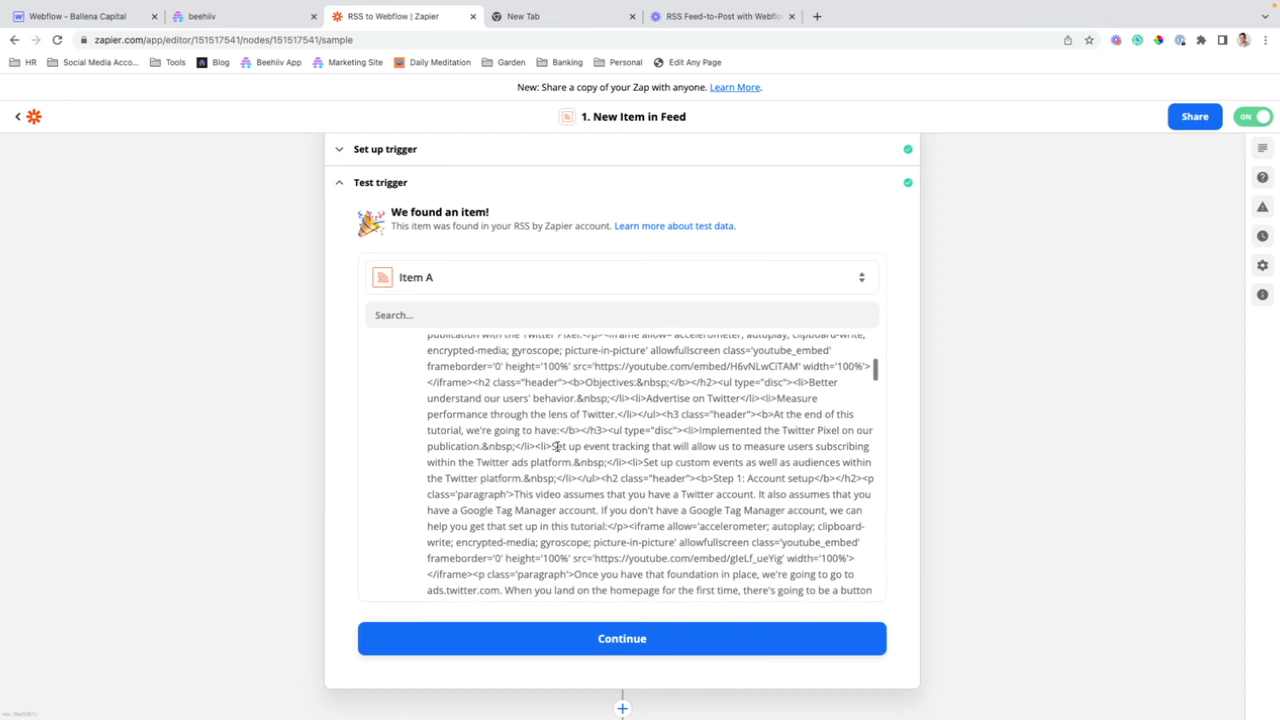 Webflow - Ballena Capital
beehiiv
RSS to Webflow | Zapier
New Tab
RSS Feed-to-Post with Webflo
zapier.com/app/editor/151517541/nodes/151517541/sample
HR
Social Media Acco...
Tools
Blog
Beehiiv App
Marketing Site
Daily Meditation
Garden
Banking
Personal
Edit Any Page
New: Share a copy of your Zap with anyone. Learn More.
1. New Item in Feed
Share
ON
Set up trigger
Test trigger
We found an item!
This item was found in your RSS by Zapier account. Learn more about test data.
Item A
Search...
publication with the Twitter Pixel.</p><iframe allow='accelerometer; autoplay; clipboard-write;
encrypted-media; gyroscope; picture-in-picture' allowfullscreen class='youtube_embed'
frameborder='0' height='100%' src='https://youtube.com/embed/H6vNLwCiTAM' width='100%'>
</iframe><h2 class="header"><b>Objectives:&nbsp;</b></h2><ul type="disc"><li>Better
understand our users' behavior.&nbsp;</li><li>Advertise on Twitter</li><li>Measure
performance through the lens of Twitter.</li></ul><h3 class="header"><b>At the end of this
tutorial, we're going to have:</b></h3><ul type="disc"><li>Implemented the Twitter Pixel on our
publication.&nbsp;</li><li>Set up event tracking that will allow us to measure users subscribing
within the Twitter ads platform.&nbsp;</li><li>Set up custom events as well as audiences within
the Twitter platform.&nbsp;</li></ul><h2 class="header"><b>Step 1: Account setup</b></h2><p
class='paragraph'>This video assumes that you have a Twitter account. It also assumes that you
have a Google Tag Manager account. If you don't have a Google Tag Manager account, we can
help you get that set up in this tutorial:</p><iframe allow='accelerometer; autoplay; clipboard-
write; encrypted-media; gyroscope; picture-in-picture' allowfullscreen class='youtube_embed'
frameborder='0' height='100%' src='https://youtube.com/embed/gIeLf_ueYig' width='100%'>
</iframe><p class='paragraph'>Once you have that foundation in place, we're going to go to
ads.twitter.com. When you land on the homepage for the first time, there's going to be a button
Continue